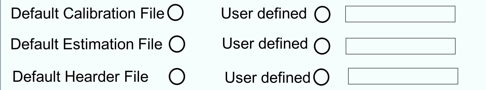 Default Calibration File User defined
Default Estimation File User defined
Default Hearder File User defined